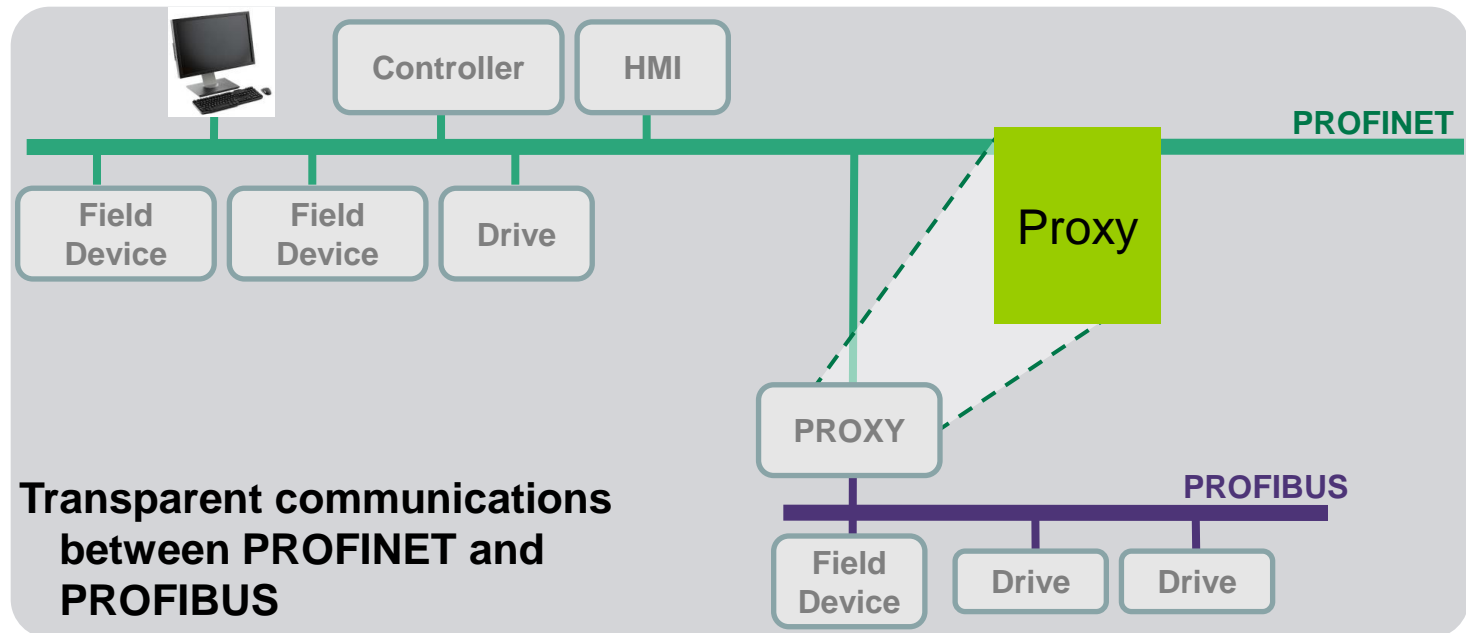 Controller
HMI
PROFINET
Field
Device
Field
Device
Drive
Proxy
PROXY
PROFIBUS
Transparent communications
between PROFINET and
PROFIBUS
Field
Device
Drive
Drive